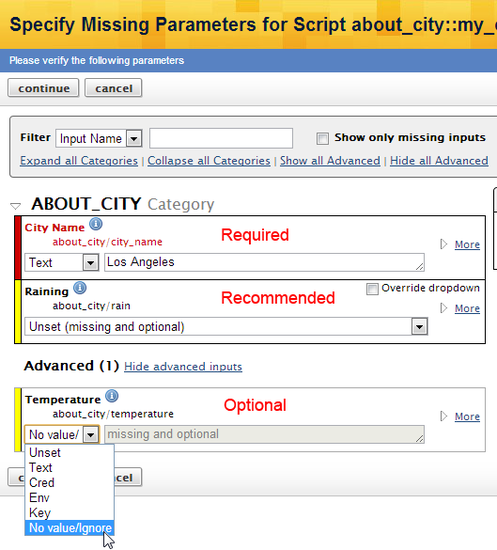 Specify Missing Parameters for Script about_city::my_
Please verify the following parameters
continue cancel
Filter Input Name Show only missing inputs
Expand all Categories | Collapse all Categories | Show all Advanced | Hide all Advanced
ABOUT_CITY Category
City Name
about_city/city_name
Required
More
Text Los Angeles
Raining
Override dropdown
about_city/rain
Recommended
More
Unset (missing and optional)
Advanced (1) Hide advanced inputs
Temperature
about_city/temperature
Optional
More
No value/ missing and optional
Unset
Text
Cred
Env
Key
No value/Ignore
c cel